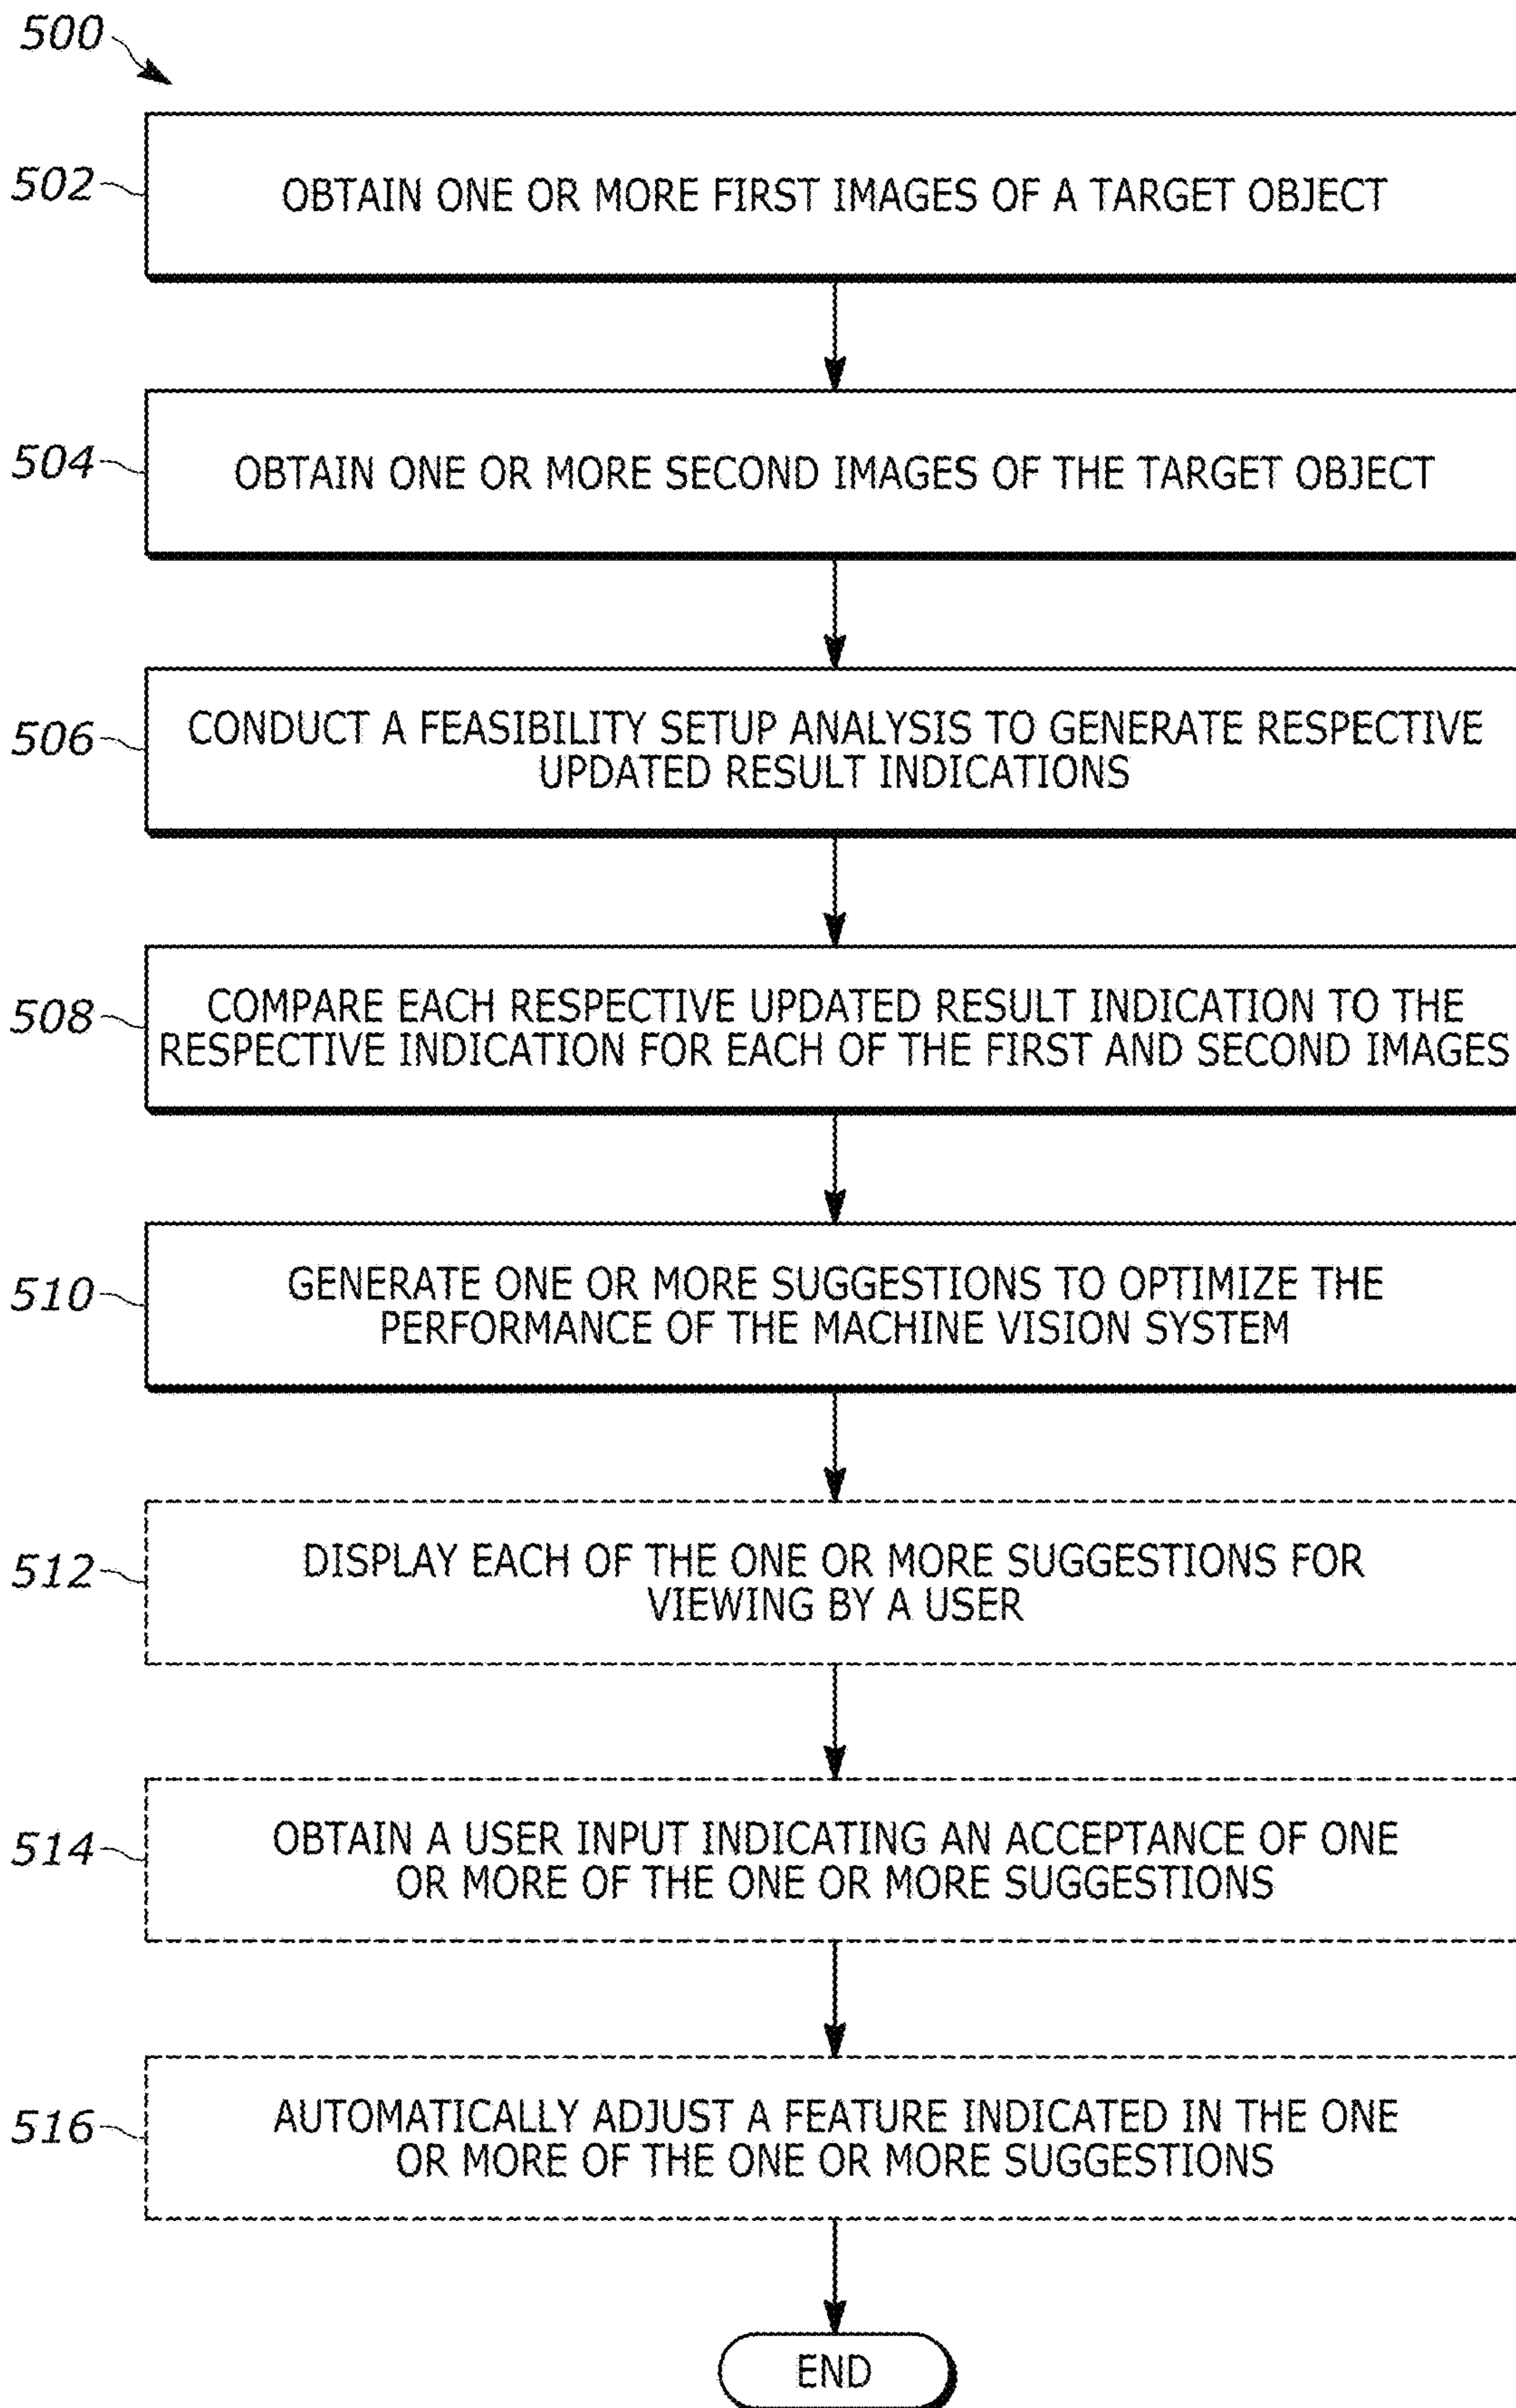 500
502
OBTAIN ONE OR MORE FIRST IMAGES OF A TARGET OBJECT
504
OBTAIN ONE OR MORE SECOND IMAGES OF THE TARGET OBJECT
506
CONDUCT A FEASIBILITY SETUP ANALYSIS TO GENERATE RESPECTIVE
UPDATED RESULT INDICATIONS
508
COMPARE EACH RESPECTIVE UPDATED RESULT INDICATION TO THE
RESPECTIVE INDICATION FOR EACH OF THE FIRST AND SECOND IMAGES
510
GENERATE ONE OR MORE SUGGESTIONS TO OPTIMIZE THE
PERFORMANCE OF THE MACHINE VISION SYSTEM
512
DISPLAY EACH OF THE ONE OR MORE SUGGESTIONS FOR
VIEWING BY A USER
514
OBTAIN A USER INPUT INDICATING AN ACCEPTANCE OF ONE
OR MORE OF THE ONE OR MORE SUGGESTIONS
516
AUTOMATICALLY ADJUST A FEATURE INDICATED IN THE ONE
OR MORE OF THE ONE OR MORE SUGGESTIONS
END